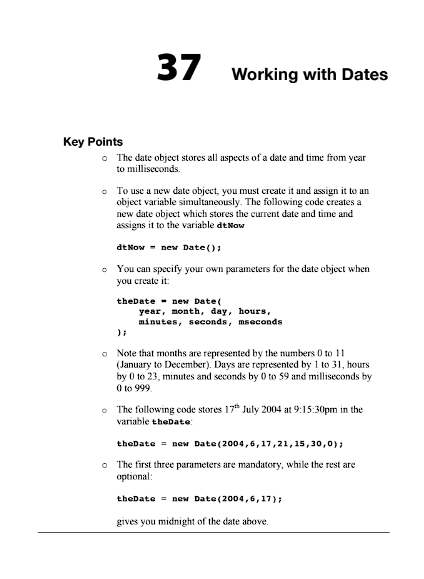 37 Working with Dates
Key Points
o The date object stores all aspects of a date and time from year
to milliseconds.
o To use a new date object, you must create it and assign it to an
object variable simultaneously. The following code creates a
new date object which stores the current date and time and
assigns it to the variable dtNow
dtNow = new Date();
o You can specify your own parameters for the date object when
you create it:
theDate = new Date(
year, month, day, hours,
minutes, seconds, mseconds
);
o Note that months are represented by the numbers 0 to 11
(January to December). Days are represented by 1 to 31, hours
by 0 to 23, minutes and seconds by 0 to 59 and milliseconds by
0 to 999.
o The following code stores 17th July 2004 at 9:15:30pm in the
variable theDate:
theDate = new Date(2004,6,17,21,15,30,0);
o The first three parameters are mandatory, while the rest are
optional:
theDate = new Date(2004,6,17);
gives you midnight of the date above.